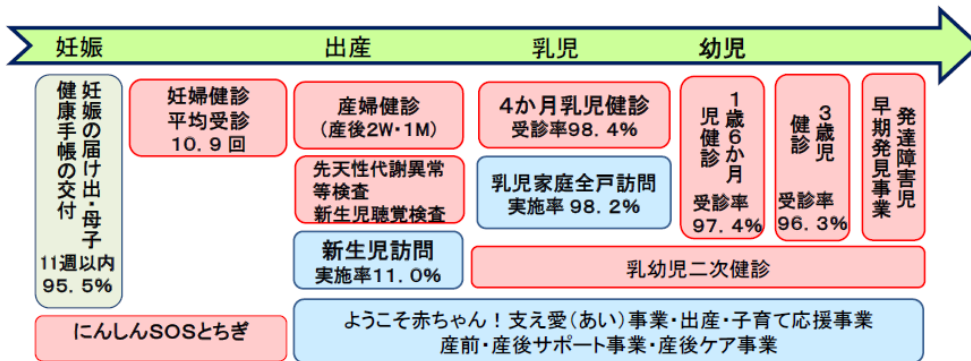 妊娠
出産
乳児
幼児
妊娠の届け出・母子
健康手帳の交付
11週以内
95.5%
妊婦健診
平均受診
10.9回
産婦健診
(産後2W・1M)
先天性代謝異常
等検査
新生児聴覚検査
新生児訪問
実施率11.0%
4か月乳児健診
受診率98.4%
乳児家庭全戸訪問
実施率98.2%
1歳6か月
児健診
受診率
97.4%
3歳児
健診
受診率
96.3%
発達障害児
早期発見事業
乳幼児二次健診
にんしんSOSとちぎ
ようこそ赤ちゃん!支え愛(あい)事業・出産・子育て応援事業
産前・産後サポート事業・産後ケア事業